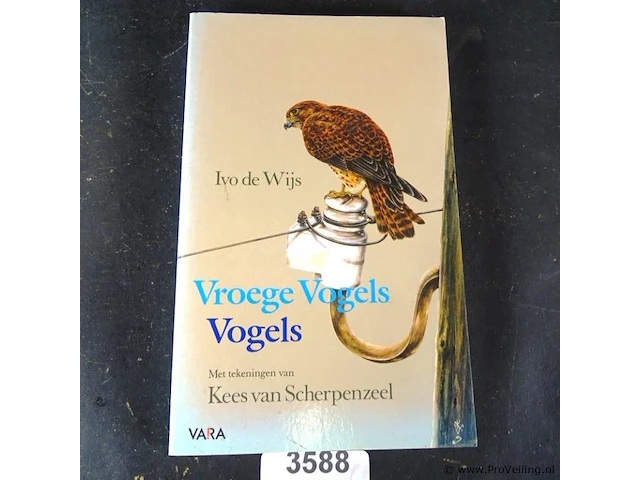 Ivo de Wijs
Vroege Vogels
Vogels
Met tekeningen van
Kees van Scherpenzeel
VARA
3588
© www.ProVeiling.nl